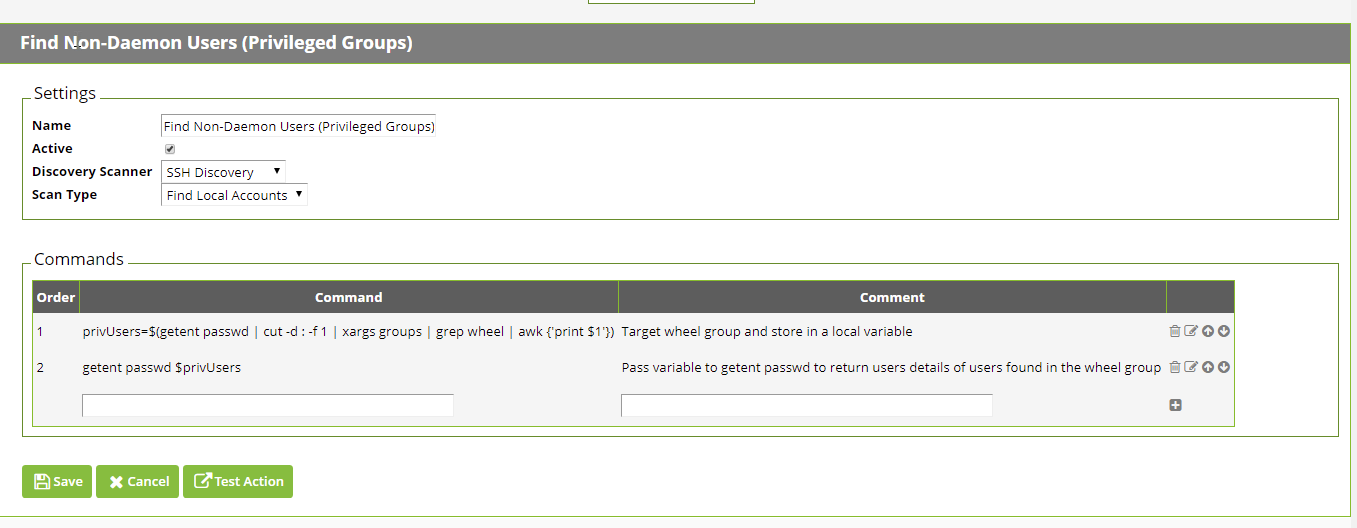 Find Non-Daemon Users (Privileged Groups)
Settings
Name Find Non-Daemon Users (Privileged Groups)
Active
Discovery Scanner SSH Discovery
Scan Type Find Local Accounts
Commands
Order Command Comment
1 privUsers=$(getent passwd | cut -d : -f 1 | xargs groups | grep wheel | awk {'print $1'}) Target wheel group and store in a local variable
2 getent passwd $privUsers Pass variable to getent passwd to return users details of users found in the wheel group
Save Cancel Test Action